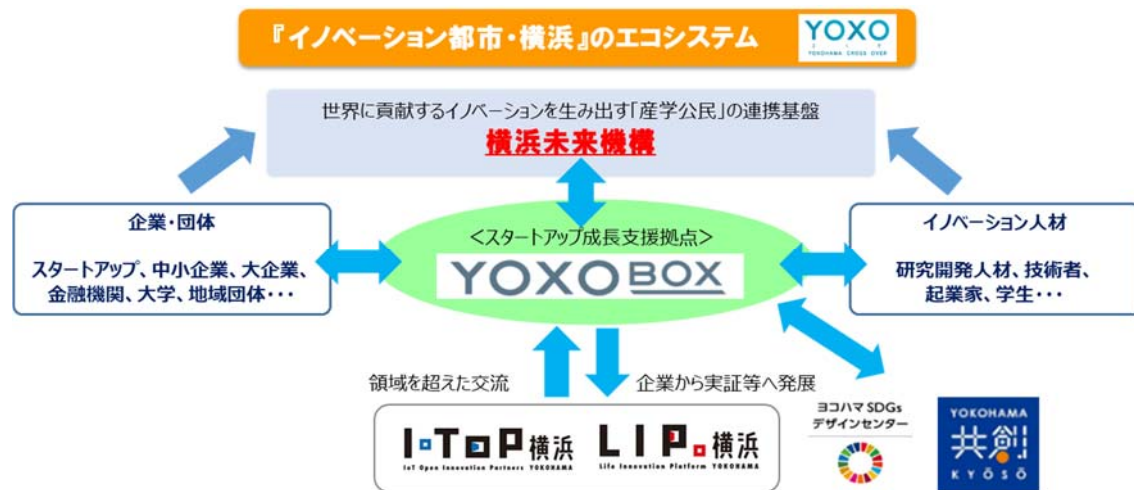 『イノベーション都市・横浜』のエコシステム
YOXO
よくぞ
YOKOHAMA CROSS OVER
世界に貢献するイノベーションを生み出す「産学公民」の連携基盤
横浜未来機構
企業・団体
スタートアップ、中小企業、大企業、
金融機関、大学、地域団体・・・
<スタートアップ成長支援拠点>
YOXO BOX
イノベーション人材
研究開発人材、技術者、
起業家、学生・・・
領域を超えた交流
企業から実証等へ発展
I・TOP横浜
IoT Open Innovation Partners YOKOHAMA
LIP.横浜
Life Innovation Platform YOKOHAMA
ヨコハマ SDGs
デザインセンター
YOKOHAMA
共創
KYŌSŌ